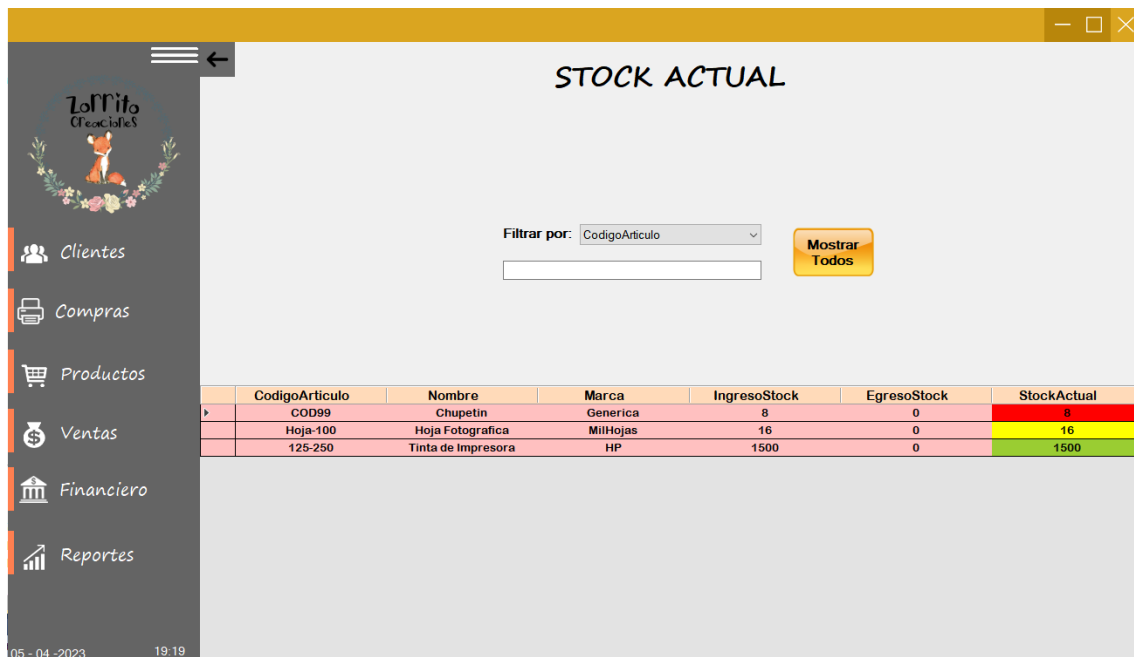 STOCK ACTUAL
Zorrito
Creaciones
Clientes
Compras
Productos
Ventas
Financiero
Reportes
05 - 04 -2023 19:19
Filtrar por: CodigoArticulo
Mostrar
Todos
CodigoArticulo Nombre Marca IngresoStock EgresoStock StockActual
COD99 Chupetin Generica 8 0 8
Hoja-100 Hoja Fotografica MilHojas 16 0 16
125-250 Tinta de Impresora HP 1500 0 1500